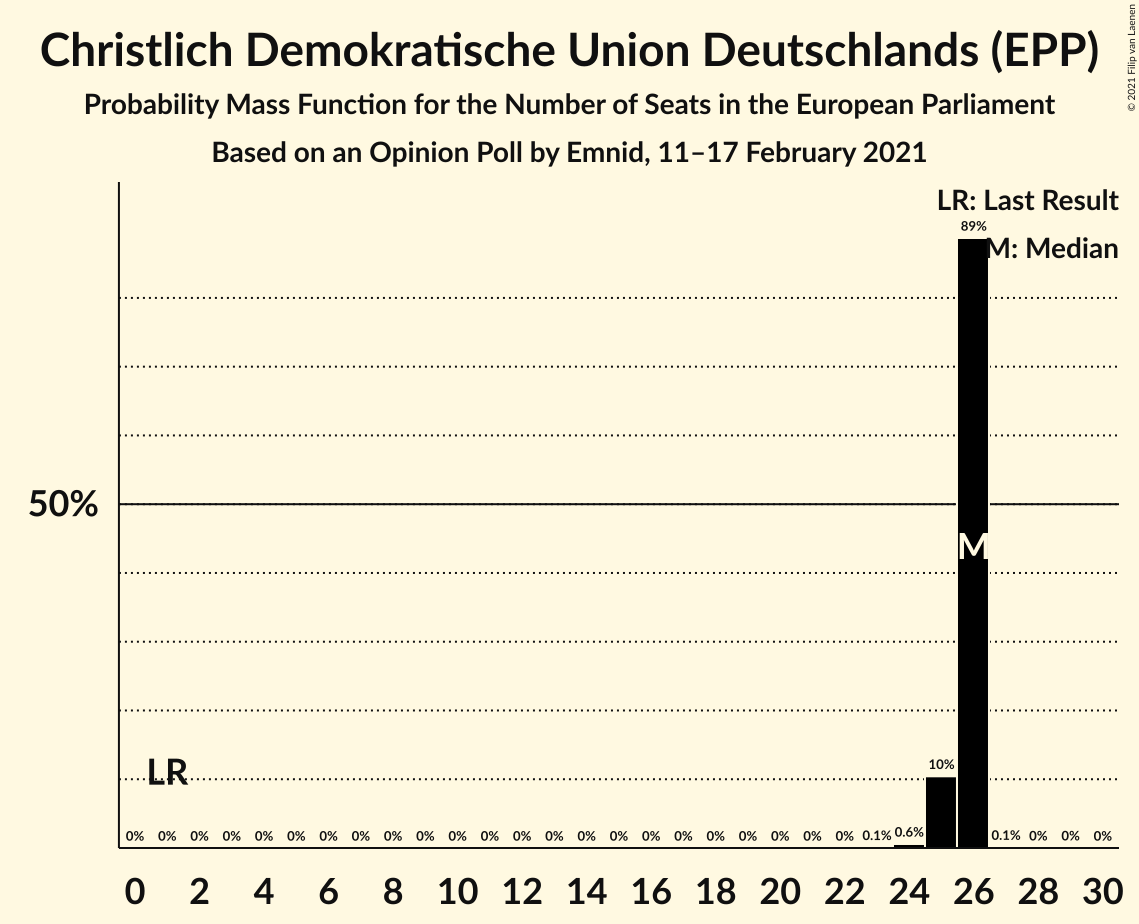 Christlich Demokratische Union Deutschlands (EPP)
Probability Mass Function for the Number of Seats in the European Parliament
Based on an Opinion Poll by Emnid, 11–17 February 2021
© 2021 Filip van Laenen
LR: Last Result
89%
M: Median
50%
M
LR
10%
0% 0% 0% 0% 0% 0% 0% 0% 0% 0% 0% 0% 0% 0% 0% 0% 0% 0% 0% 0% 0% 0% 0% 0.1% 0.6% 0.1% 0% 0% 0%
0 2 4 6 8 10 12 14 16 18 20 22 24 26 28 30